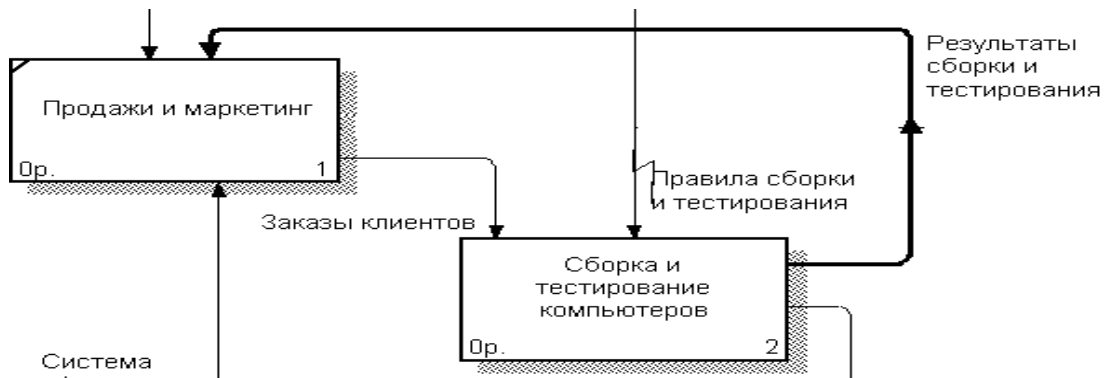 Результаты
сборки и
тестирования
Продажи и маркетинг
0р.
1
Правила сборки
и тестирования
Заказы клиентов
Сборка и
тестирование
компьютеров
0р.
2
Система